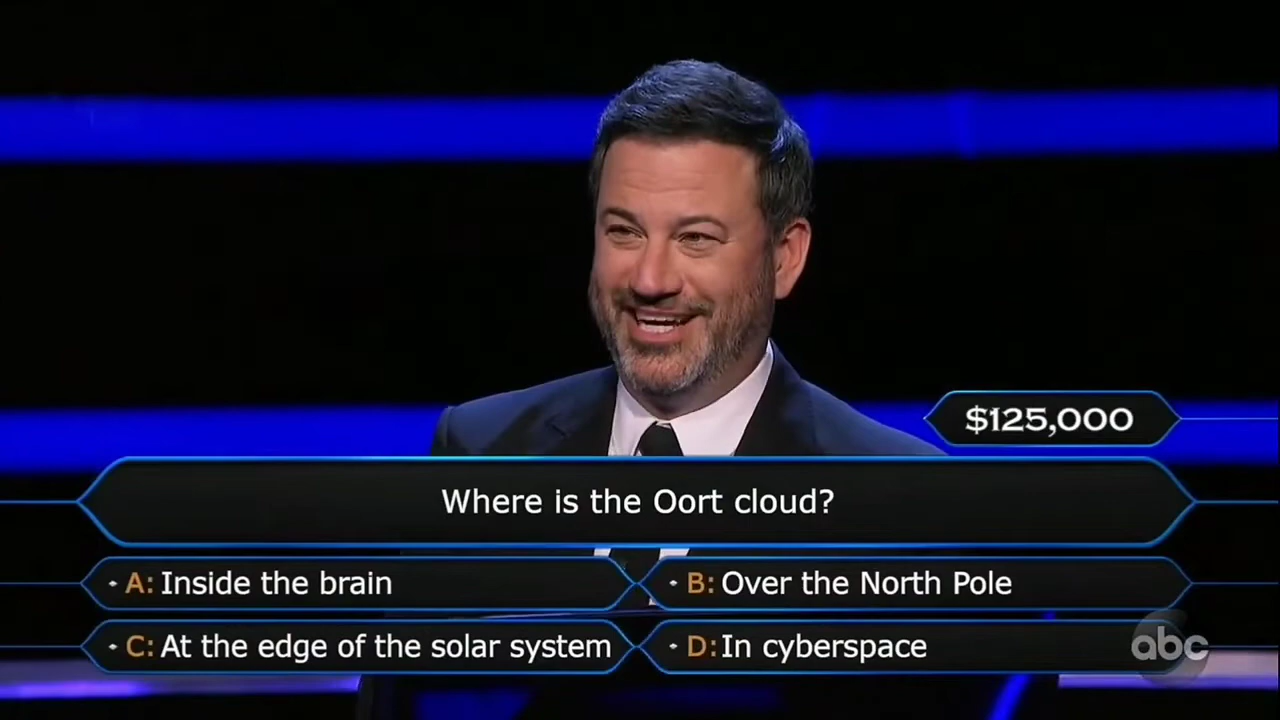 $125,000
Where is the Oort cloud?
A: Inside the brain
B: Over the North Pole
C: At the edge of the solar system
D: In cyberspace
abc